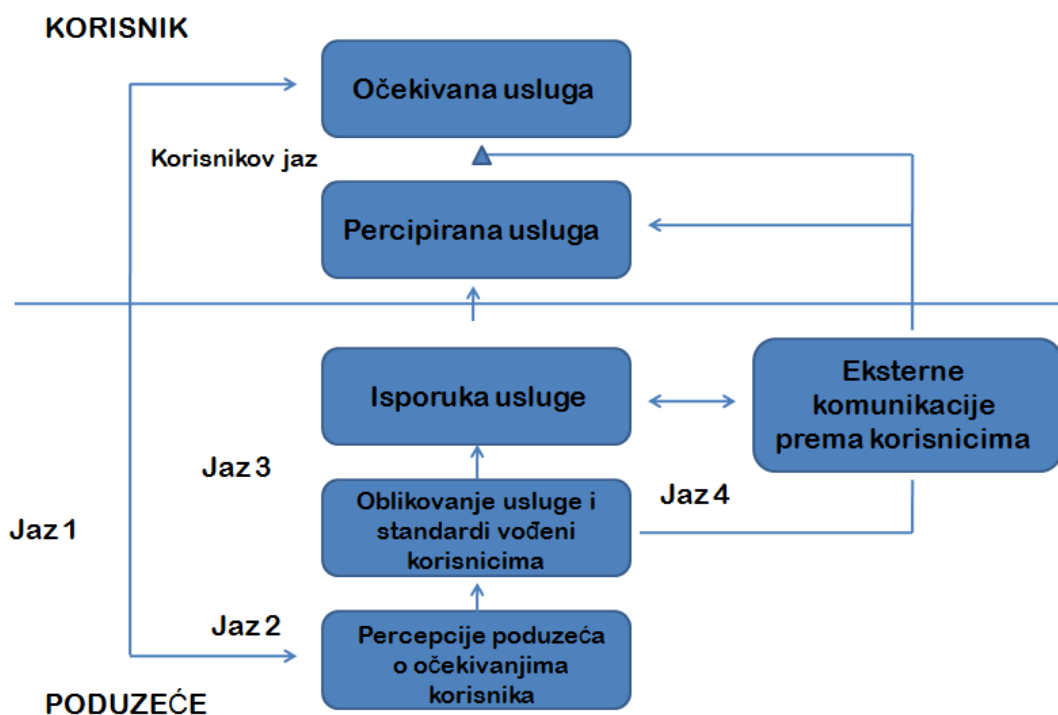 KORISNIK
Očekivana usluga
Korisnikov jaz
Percipirana usluga
Isporuka usluge
Eksterne
komunikacije
prema korisnicima
Jaz 3
Jaz 4
Oblikovanje usluge i
standardi vođeni
korisnicima
Jaz 1
Jaz 2
Percepcije poduzeća
o očekivanjima
korisnika
PODUZEĆE